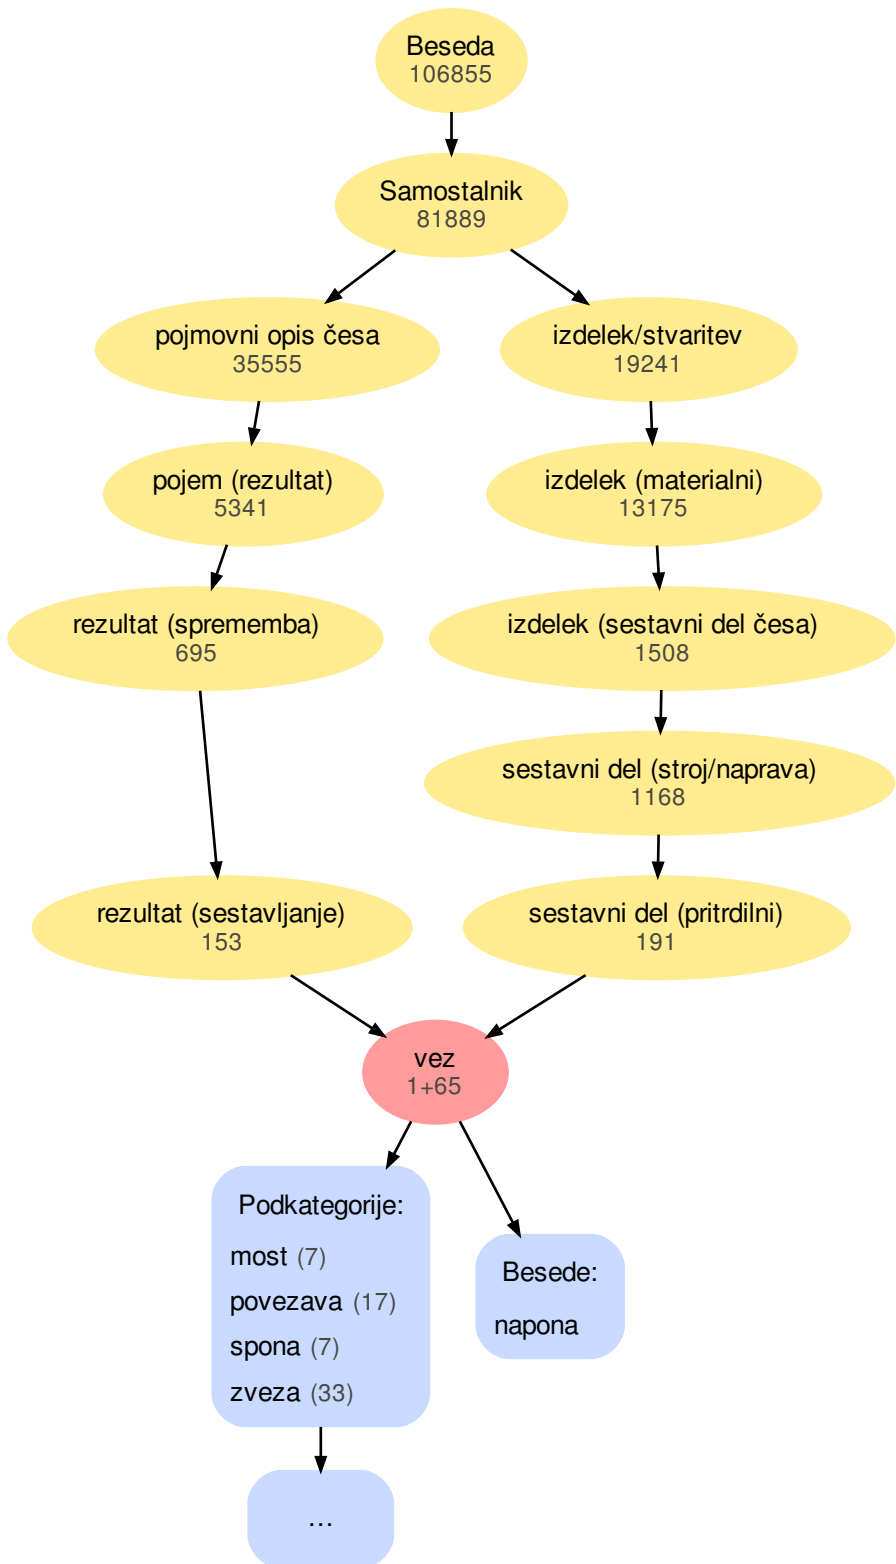 Beseda
106855
Samostalnik
81889
pojmovni opis česa
35555
izdelek/stvaritev
19241
pojem (rezultat)
5341
izdelek (materialni)
13175
rezultat (sprememba)
695
izdelek (sestavni del česa)
1508
sestavni del (stroj/naprava)
1168
rezultat (sestavljanje)
153
sestavni del (pritrdilni)
191
vez
1+65
Podkategorije:
most (7)
povezava (17)
spona (7)
zveza (33)
Besede:
napona
...